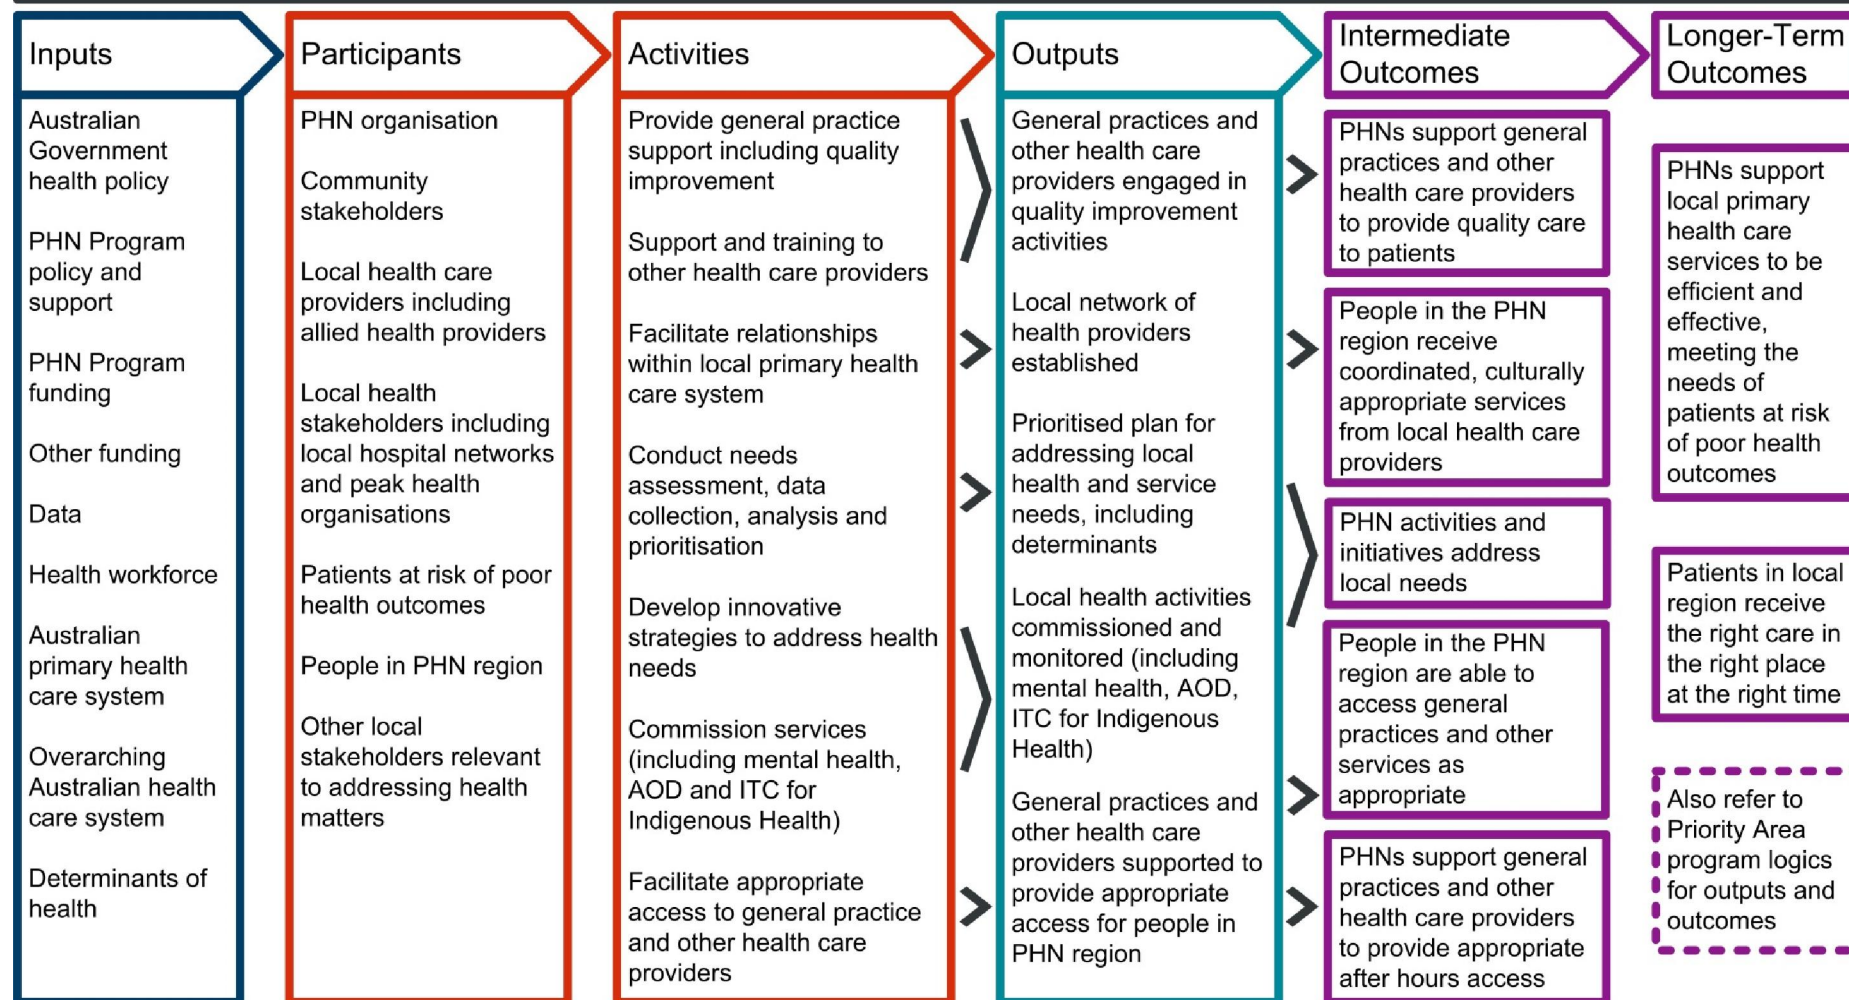 Inputs
Australian
Government
health policy
PHN Program
policy and
support
PHN Program
funding
Other funding
Data
Health workforce
Australian
primary health
care system
Overarching
Australian health
care system
Determinants of
health
Participants
PHN organisation
Community
stakeholders
Local health care
providers including
allied health providers
Local health
stakeholders including
local hospital networks
and peak health
organisations
Patients at risk of poor
health outcomes
People in PHN region
Other local
stakeholders relevant
to addressing health
matters
Activities
Provide general practice
support including quality
improvement
Support and training to
other health care providers
Facilitate relationships
within local primary health
care system
Conduct needs
assessment, data
collection, analysis and
prioritisation
Develop innovative
strategies to address health
needs
Commission services
(including mental health,
AOD and ITC for
Indigenous Health)
Facilitate appropriate
access to general practice
and other health care
providers
Outputs
General practices and
other health care
providers engaged in
quality improvement
activities
Local network of
health providers
established
Prioritised plan for
addressing local
health and service
needs, including
determinants
Local health activities
commissioned and
monitored (including
mental health, AOD,
ITC for Indigenous
Health)
General practices and
other health care
providers supported to
provide appropriate
access for people in
PHN region
Intermediate
Outcomes
PHNs support general
practices and other
health care providers
to provide quality care
to patients
People in the PHN
region receive
coordinated, culturally
appropriate services
from local health care
providers
PHN activities and
initiatives address
local needs
People in the PHN
region are able to
access general
practices and other
services as
appropriate
PHNs support general
practices and other
health care providers
to provide appropriate
after hours access
Longer-Term
Outcomes
PHNs support
local primary
health care
services to be
efficient and
effective,
meeting the
needs of
patients at risk
of poor health
outcomes
Patients in local
region receive
the right care in
the right place
at the right time
Also refer to
Priority Area
program logics
for outputs and
outcomes